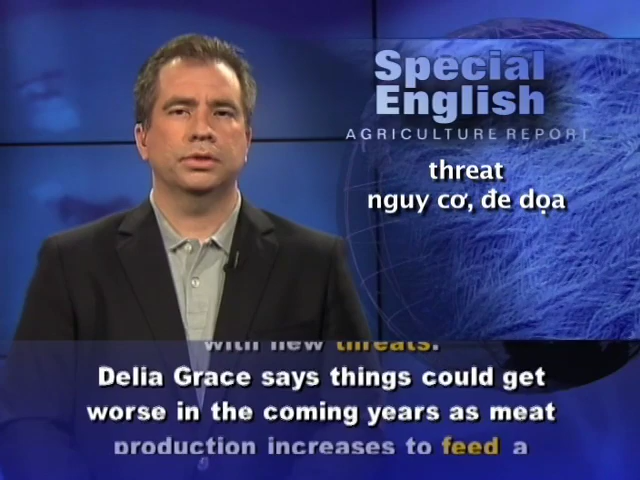 Special
English
AGRICULTURE REPORT
threat
nguy cơ, đe dọa
with new threats.
Delia Grace says things could get
worse in the coming years as meat
production increases to feed a